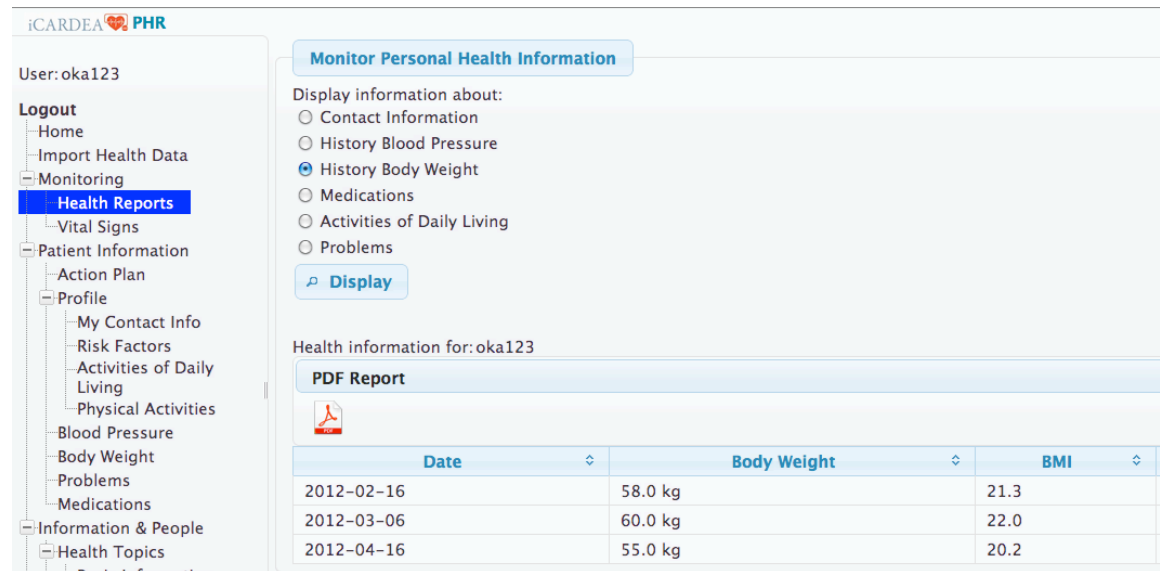 iCARDEA PHR
User: oka123
Logout
Home
Import Health Data
Monitoring
Health Reports
Vital Signs
Patient Information
Action Plan
Profile
My Contact Info
Risk Factors
Activities of Daily
Living
Physical Activities
Blood Pressure
Body Weight
Problems
Medications
Information & People
Health Topics
Monitor Personal Health Information
Display information about:
Contact Information
History Blood Pressure
History Body Weight
Medications
Activities of Daily Living
Problems
Display
Health information for: oka123
PDF Report
PDF
Date Body Weight BMI
2012-02-16 58.0 kg 21.3
2012-03-06 60.0 kg 22.0
2012-04-16 55.0 kg 20.2